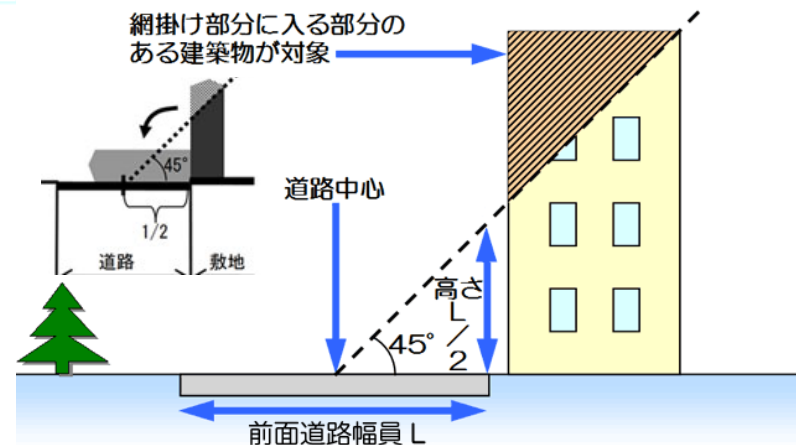 網掛け部分に入る部分の
ある建築物が対象
45°
1/2
道路
敷地
道路中心
高さ
L
／
2
45°
前面道路幅員L